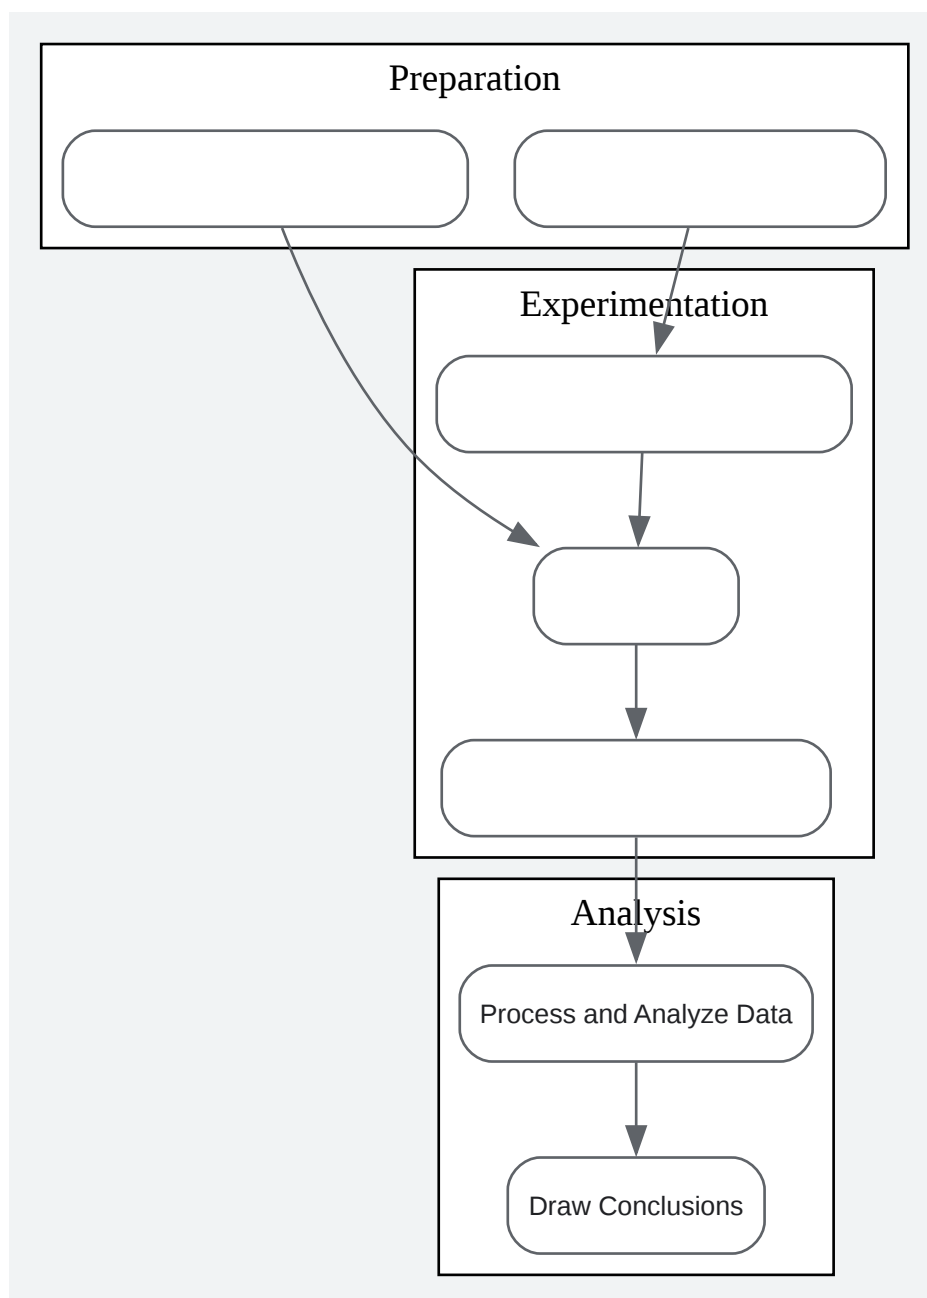 Preparation
Experimentation
Analysis
Process and Analyze Data
Draw Conclusions